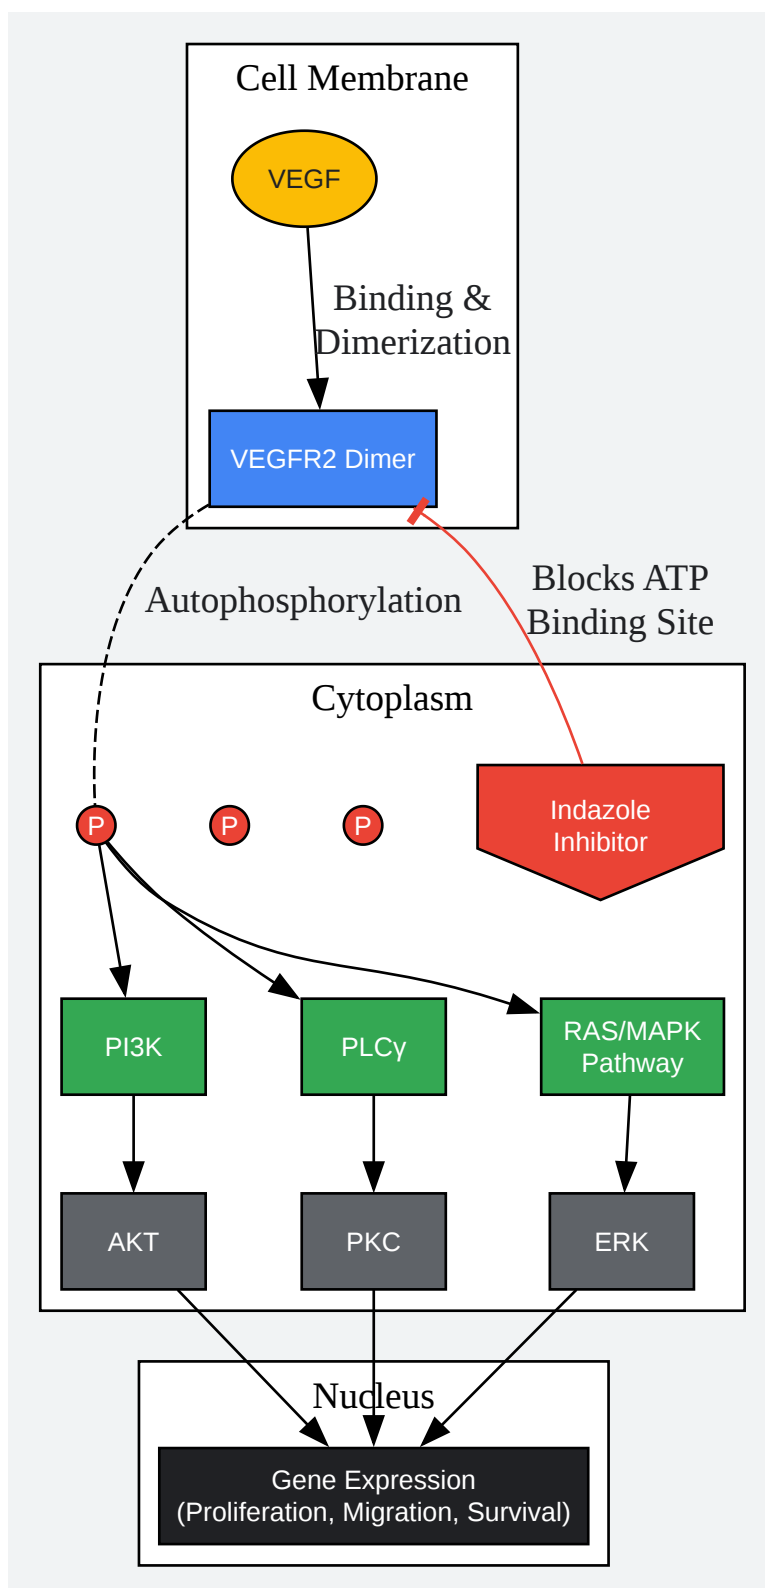 Cell Membrane
VEGF
Binding &
Dimerization
VEGFR2 Dimer
Autophosphorylation
Blocks ATP
Binding Site
Cytoplasm
P
P
P
Indazole
Inhibitor
PI3K
PLCγ
RAS/MAPK
Pathway
AKT
PKC
ERK
Nucleus
Gene Expression
(Proliferation, Migration, Survival)